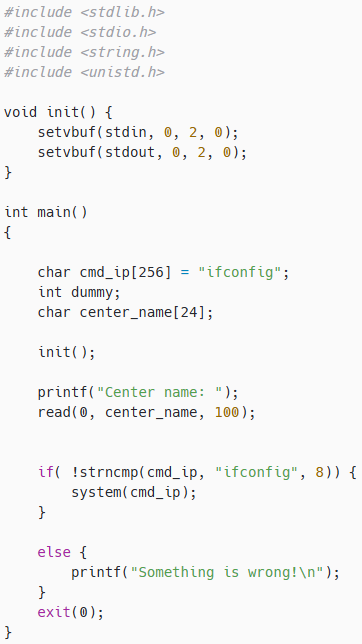 #include <stdlib.h>
#include <stdio.h>
#include <string.h>
#include <unistd.h>
void init() {
    setvbuf(stdin, 0, 2, 0);
    setvbuf(stdout, 0, 2, 0);
}
int main()
{
    char cmd_ip[256] = "ifconfig";
    int dummy;
    char center_name[24];
    init();
    printf("Center name: ");
    read(0, center_name, 100);
    if( !strncmp(cmd_ip, "ifconfig", 8)) {
        system(cmd_ip);
    }
    else {
        printf("Something is wrong!\n");
    }
    exit(0);
}